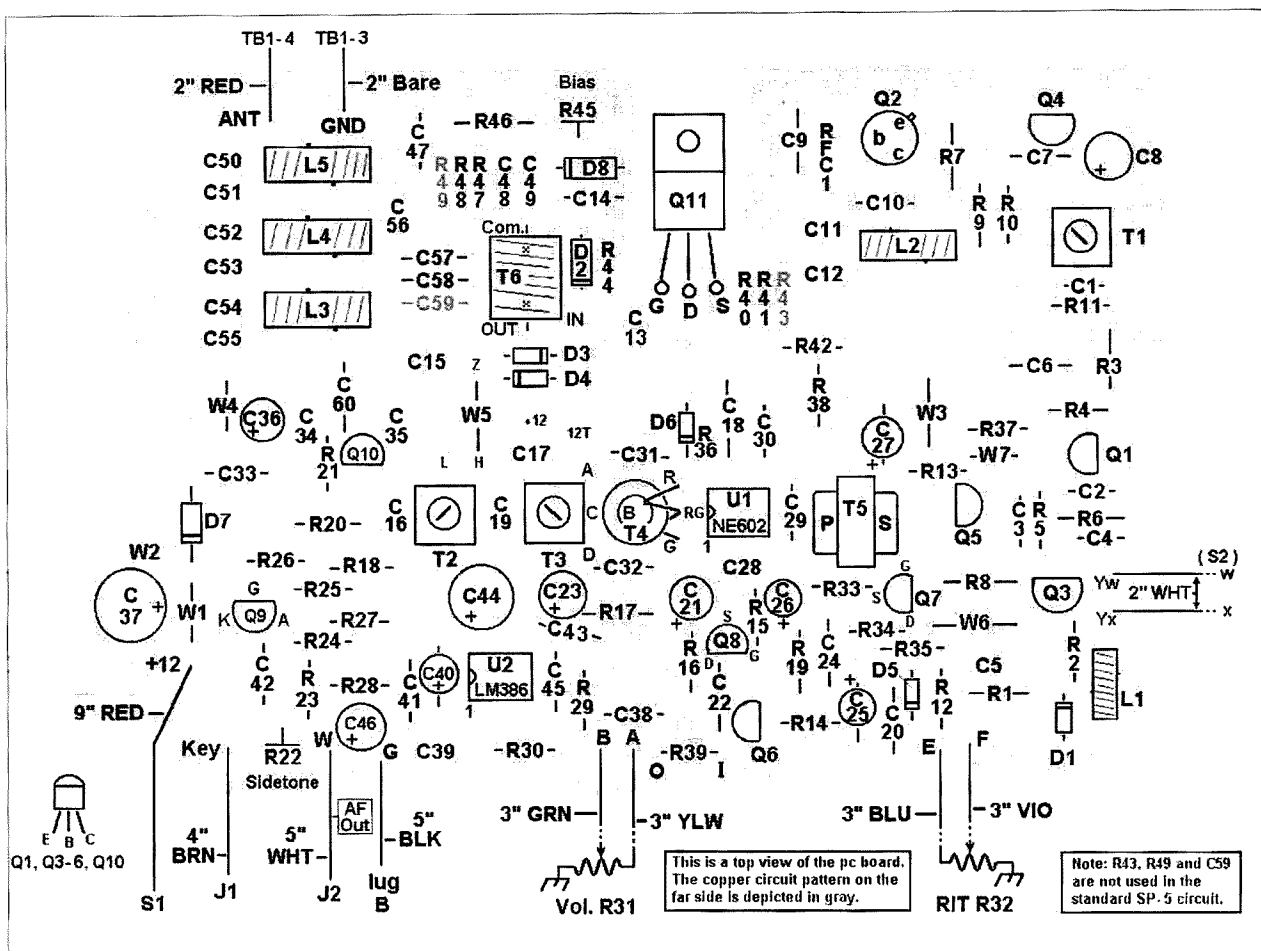 TB1-4 TB1-3
2" RED 2" Bare
ANT GND
Bias
R45
C47
R46
Q2
e
b
c
Q4
C9
RFC1
R7
C7
C8
+
C50
L5
C51
R49
R48
R47
C48
C49
D8
C14
Q11
C10
R9
R10
C52
L4
C53
C56
Com.
C57
C58
C59
T6
D2
R44
C11
L2
T1
C12
C1
R11
C54
L3
C55
OUT
IN
C13
G D S
R40
R41
R43
R42
C15
Z
D3
D4
R38
C6
R3
W4
C36
+
C34
C60
C35
W5
+12
12T
D6
R36
C18
C30
C27
+
W3
R37
W7
R4
Q1
R21
Q10
C33
L H
C17
A
C31
R
R13
D7
R20
C16
T2
C19
T3
C
B
T4
D
G
RG
U1
NE602
1
C29
P T5 S
Q5
C3
R5
C2
R6
C4
W2
C37
+
W1
R26
R18
G
K Q9 A
R25
R27
R24
C44
+
C23
+
C32
C28
R17
C43
C21
+
R15
C26
+
R33
G
S Q7
D
R34
R35
R8
W6
Q3
Yw
Yx
(S2)
w
2" WHT
x
+12
C42
R23
R28
C41
C40
+
U2
LM386
1
C45
R29
R16
S
Q8
D G
C22
R19
C24
C25
+
D5
C20
R12
C5
R1
R2
L1
D1
9" RED
Key
R22
Sidetone
W
C46
+
G
C39
R30
C38
B A
R39
O I
Q6
R14
E F
E B C
Q1, Q3-6, Q10
4"
BRN
5"
WHT
AF
Out
5"
BLK
3" GRN
3" YLW
3" BLU
3" VIO
S1
J1
J2
lug
B
Vol. R31
This is a top view of the pc board.
The copper circuit pattern on the
far side is depicted in gray.
RIT R32
Note: R43, R49 and C59
are not used in the
standard SP-5 circuit.